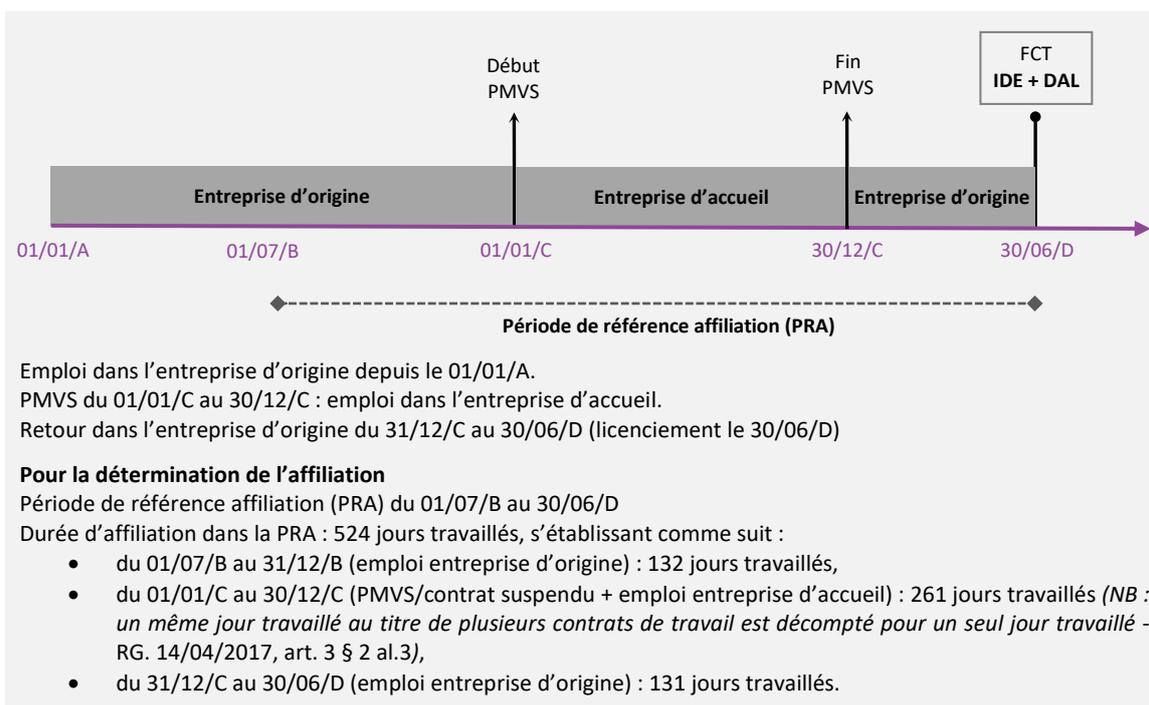 Début
PMVS
Fin
PMVS
FCT
IDE + DAL
Entreprise d’origine
Entreprise d’accueil
Entreprise d’origine
01/01/A
01/07/B
01/01/C
30/12/C
30/06/D
Période de référence affiliation (PRA)
Emploi dans l’entreprise d’origine depuis le 01/01/A.
PMVS du 01/01/C au 30/12/C : emploi dans l’entreprise d’accueil.
Retour dans l’entreprise d’origine du 31/12/C au 30/06/D (licenciement le 30/06/D)
Pour la détermination de l’affiliation
Période de référence affiliation (PRA) du 01/07/B au 30/06/D
Durée d’affiliation dans la PRA : 524 jours travaillés, s’établissant comme suit :
• du 01/07/B au 31/12/B (emploi entreprise d’origine) : 132 jours travaillés,
• du 01/01/C au 30/12/C (PMVS/contrat suspendu + emploi entreprise d’accueil) : 261 jours travaillés (NB :
un même jour travaillé au titre de plusieurs contrats de travail est décompté pour un seul jour travaillé -
RG. 14/04/2017, art. 3 § 2 al.3),
• du 31/12/C au 30/06/D (emploi entreprise d’origine) : 131 jours travaillés.